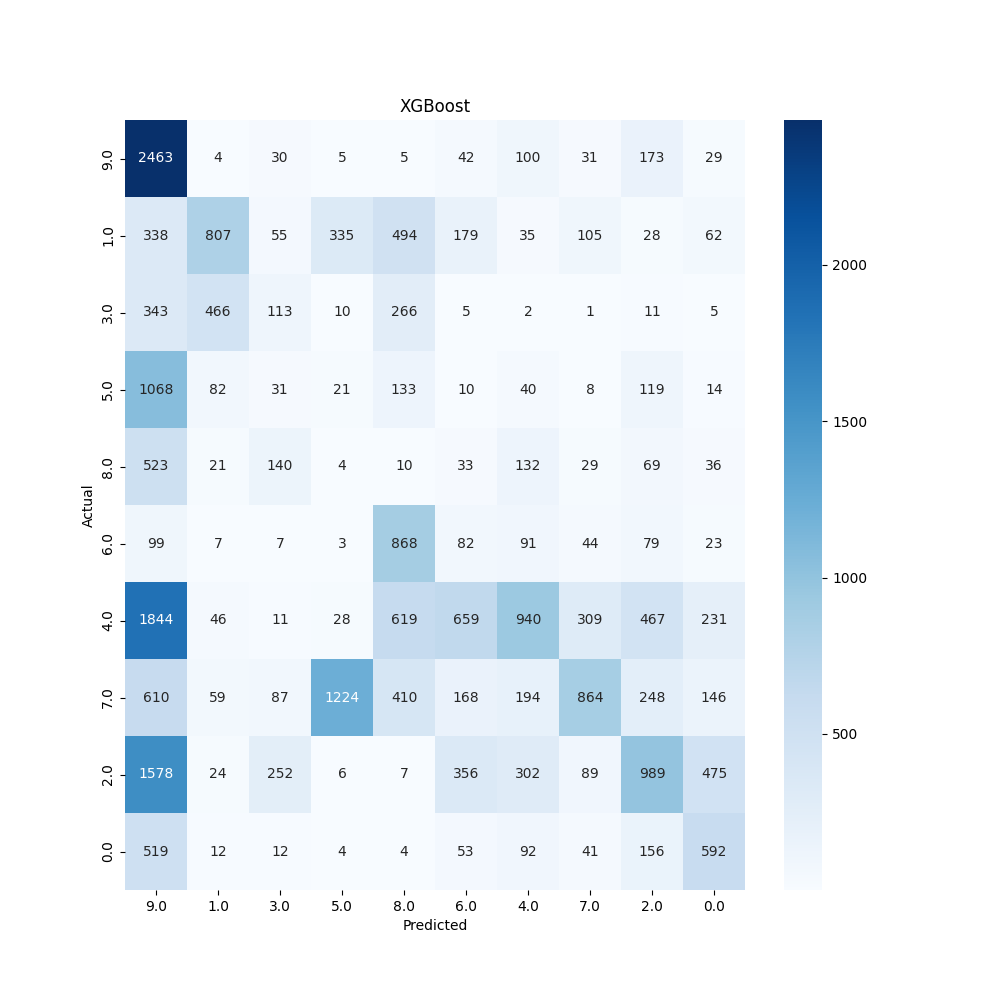 XGBoost
9.0 2463 4 30 5 5 42 100 31 173 29
1.0 338 807 55 335 494 179 35 105 28 62
3.0 343 466 113 10 266 5 2 1 11 5
5.0 1068 82 31 21 133 10 40 8 119 14
8.0 523 21 140 4 10 33 132 29 69 36
6.0 99 7 7 3 868 82 91 44 79 23
4.0 1844 46 11 28 619 659 940 309 467 231
7.0 610 59 87 1224 410 168 194 864 248 146
2.0 1578 24 252 6 7 356 302 89 989 475
0.0 519 12 12 4 4 53 92 41 156 592
9.0 1.0 3.0 5.0 8.0 6.0 4.0 7.0 2.0 0.0
Predicted
Actual
2000
1500
1000
500